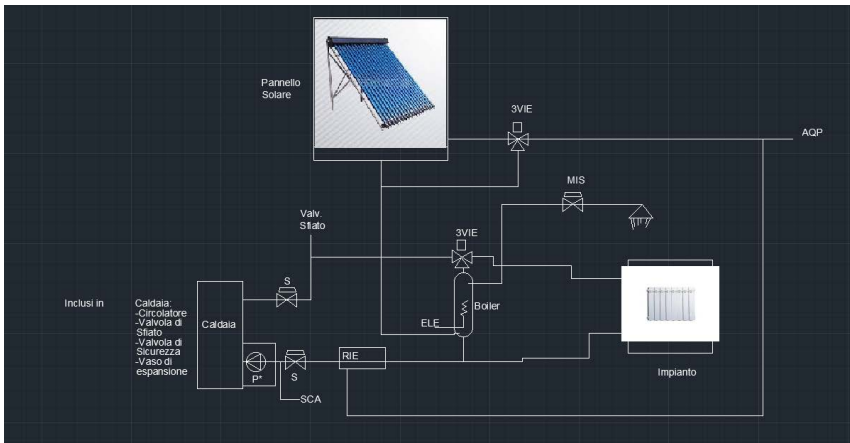 Pannello
Solare
3VIE
AQP
MIS
Valv.
Sfiato
3VIE
S
Inclusi in
Caldaia:
-Circolatore
-Valvola di
Sfiato
-Valvola di
Sicurezza
-Vaso di
espansione
Caldaia
Boiler
ELE
RIE
P*
S
SCA
Impianto